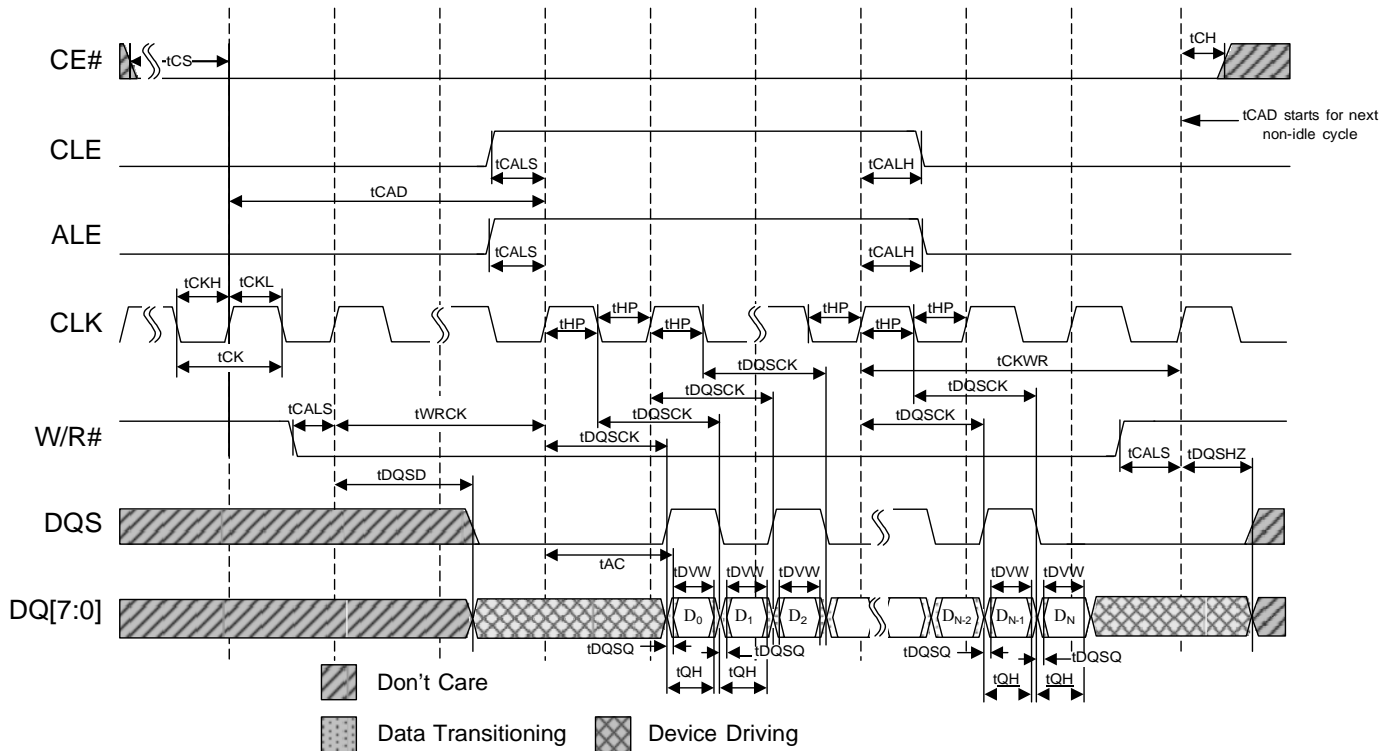 CE#
tCS
tCH
tCAD starts for next
non-idle cycle
CLE
tCALS
tCALH
tCAD
ALE
tCALS
tCALH
tCKH
tCKL
CLK
tHP
tHP
tHP
tHP
tHP
tHP
tCK
tDQSCK
tCKWR
tDQSCK
tDQSCK
tCALS
tWRCK
tDQSCK
tDQSCK
W/R#
tDQSCK
tCALS
tDQSHZ
tDQSD
DQS
tAC
tDVW
tDVW
tDVW
tDVW
tDVW
DQ[7:0]
D0
D1
D2
DN-2
DN-1
DN
tDQSQ
tDQSQ
tDQSQ
tDQSQ
tQH
tQH
tQH
tQH
Don't Care
Data Transitioning
Device Driving